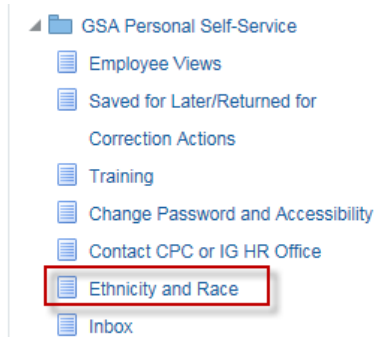 GSA Personal Self-Service
Employee Views
Saved for Later/Returned for
Correction Actions
Training
Change Password and Accessibility
Contact CPC or IG HR Office
Ethnicity and Race
Inbox